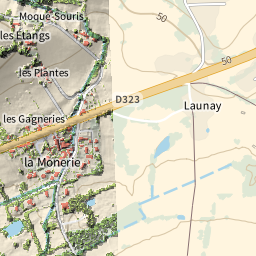 Moque-Souris
les Étangs
50
50
les Plantes
D323
les Gagneries
Launay
la Monerie